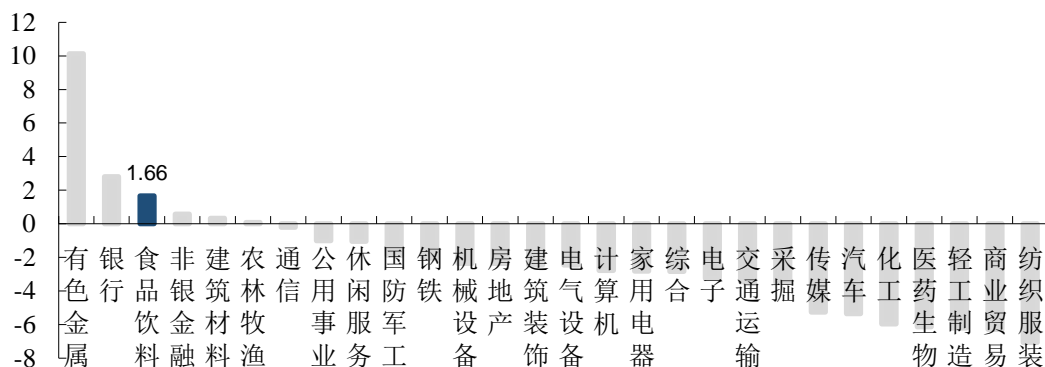 12
10
8
6
4
2
0
-2
-4
-6
-8
1.66
有色金属
银行
食品饮料
非银金融
建筑材料
农林牧渔
通信
公用事业
休闲服务
国防军工
钢铁
机械设备
房地产
建筑装饰
电气设备
计算机
家用电器
综合
电子
交通运输
采掘
传媒
汽车
化工
医药生物
轻工制造
商业贸易
纺织服装